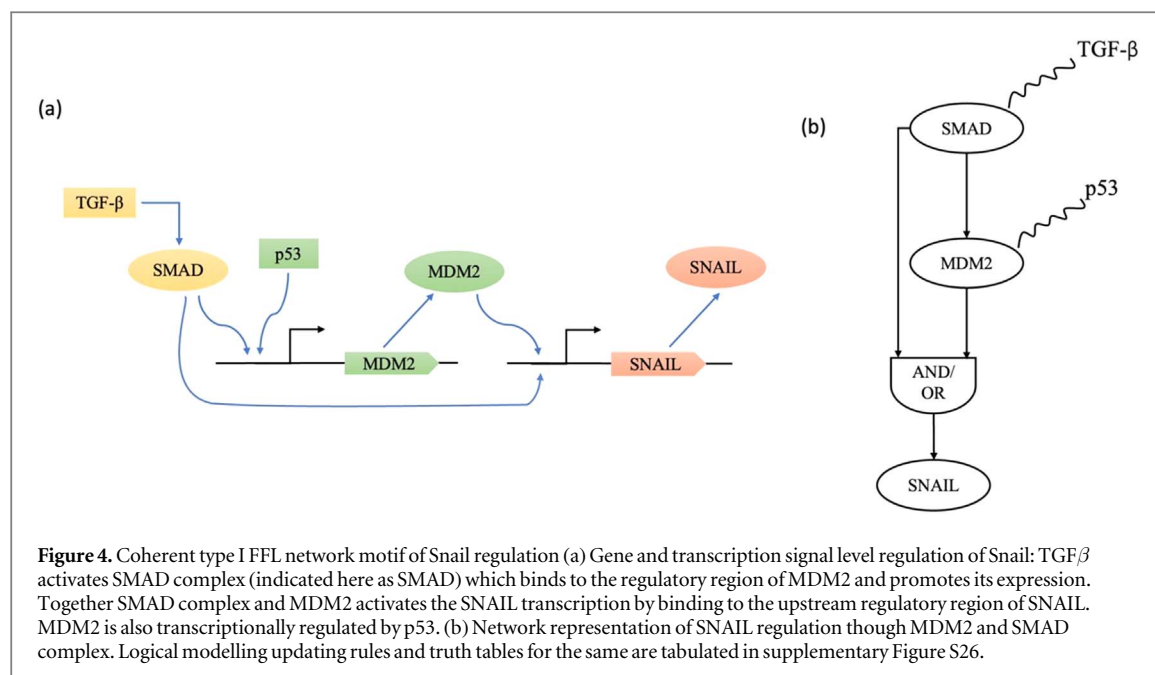 (a)
TGF-β
SMAD
p53
MDM2
SNAIL
MDM2
SNAIL
(b)
TGF-β
SMAD
p53
MDM2
AND/
OR
SNAIL
Figure 4. Coherent type I FFL network motif of Snail regulation (a) Gene and transcription signal level regulation of Snail: TGFβ
activates SMAD complex (indicated here as SMAD) which binds to the regulatory region of MDM2 and promotes its expression.
Together SMAD complex and MDM2 activates the SNAIL transcription by binding to the upstream regulatory region of SNAIL.
MDM2 is also transcriptionally regulated by p53. (b) Network representation of SNAIL regulation though MDM2 and SMAD
complex. Logical modelling updating rules and truth tables for the same are tabulated in supplementary Figure S26.